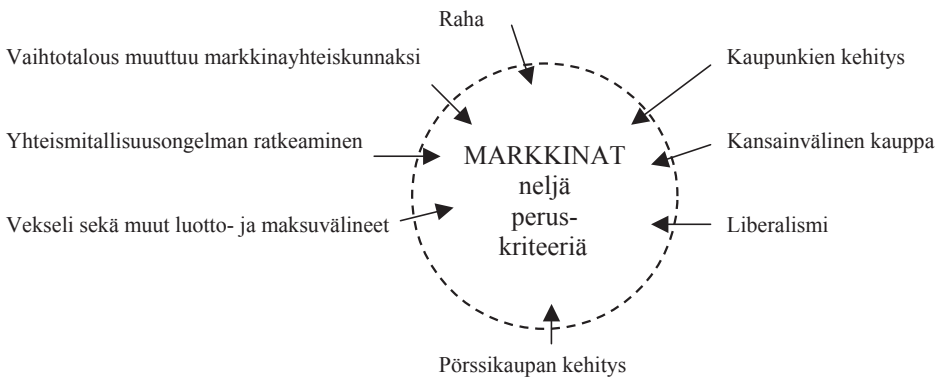 Raha
Vaihtotalous muuttuu markkinayhteiskunnaksi
Kaupunkien kehitys
Yhteismitallisuusongelman ratkeaminen
MARKKINAT
Kansainvälinen kauppa
neljä
perus-
kriteeriä
Vekseli sekä muut luotto- ja maksuvälineet
Liberalismi
Pörssikaupan kehitys